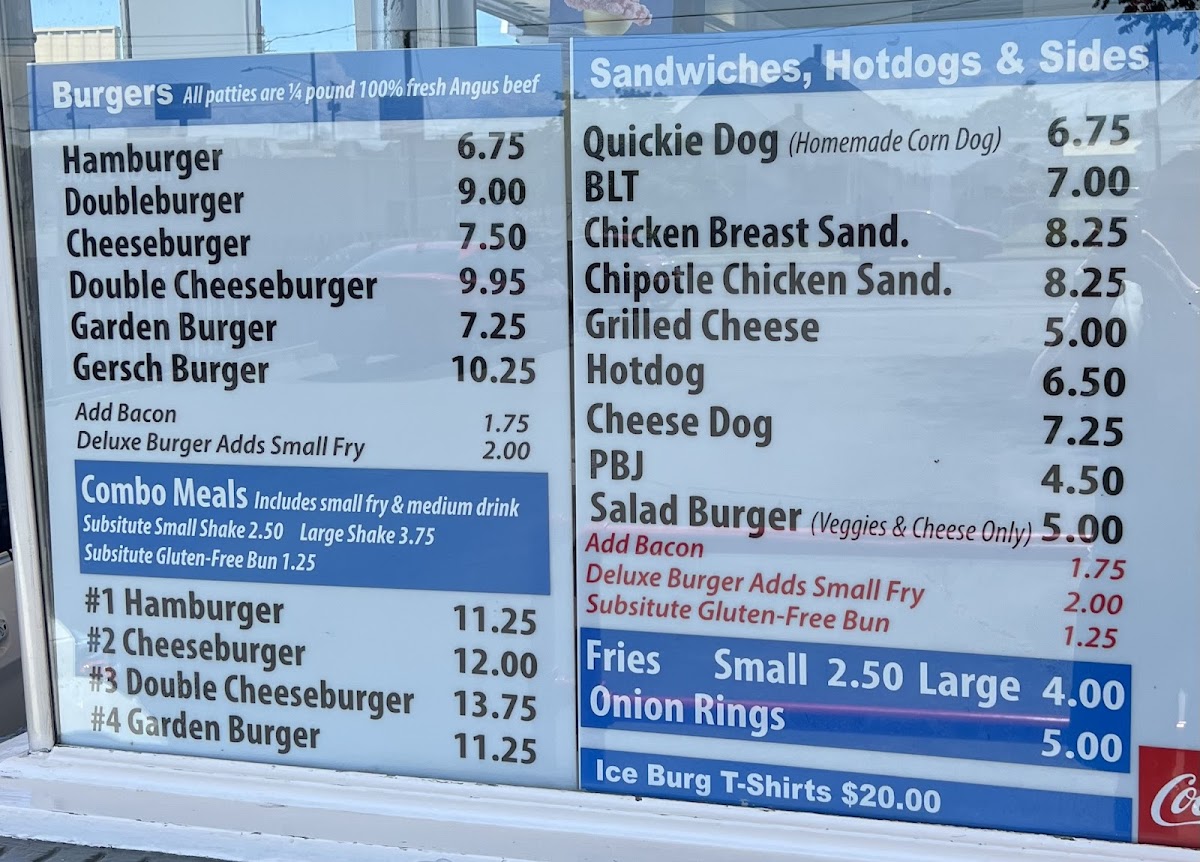 Burgers All patties are ¼ pound 100% fresh Angus beef
Hamburger 6.75
Doubleburger 9.00
Cheeseburger 7.50
Double Cheeseburger 9.95
Garden Burger 7.25
Gersch Burger 10.25
Add Bacon 1.75
Deluxe Burger Adds Small Fry 2.00
Combo Meals Includes small fry & medium drink
Subsitute Small Shake 2.50 Large Shake 3.75
Subsitute Gluten-Free Bun 1.25
#1 Hamburger 11.25
#2 Cheeseburger 12.00
#3 Double Cheeseburger 13.75
#4 Garden Burger 11.25
Sandwiches, Hotdogs & Sides
Quickie Dog (Homemade Corn Dog) 6.75
BLT 7.00
Chicken Breast Sand. 8.25
Chipotle Chicken Sand. 8.25
Grilled Cheese 5.00
Hotdog 6.50
Cheese Dog 7.25
PBJ 4.50
Salad Burger (Veggies & Cheese Only) 5.00
Add Bacon 1.75
Deluxe Burger Adds Small Fry 2.00
Subsitute Gluten-Free Bun 1.25
Fries Small 2.50 Large 4.00
Onion Rings 5.00
Ice Burg T-Shirts $20.00